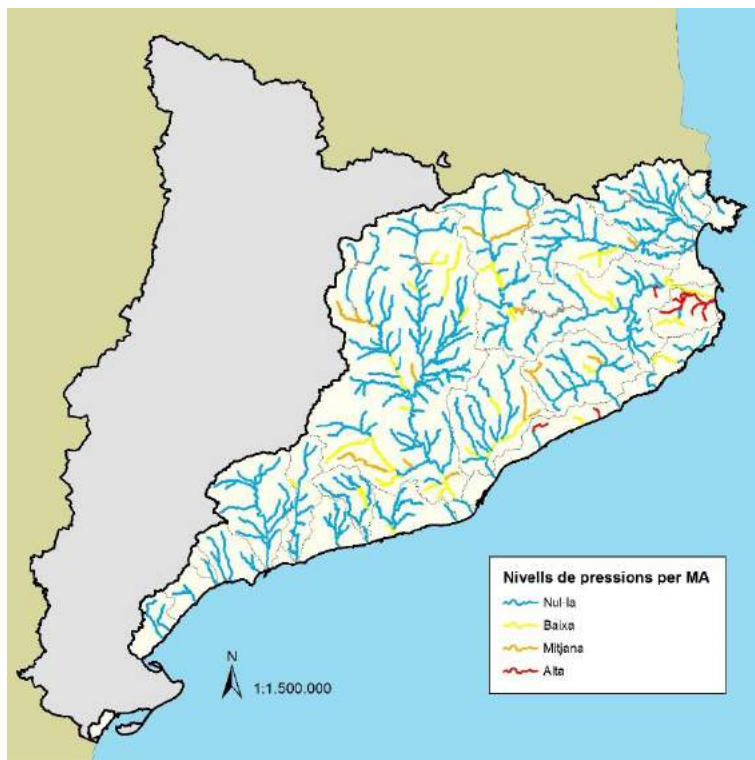 Nivells de pressions per MA
Nul·la
Baixa
Mitjana
Alta
N
1:1.500.000